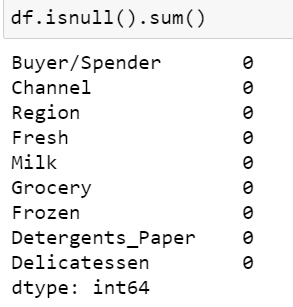 df.isnull().sum()
Buyer/Spender 0
Channel 0
Region 0
Fresh 0
Milk 0
Grocery 0
Frozen 0
Detergents_Paper 0
Delicatessen 0
dtype: int64